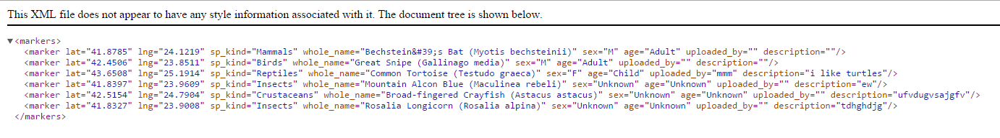 This XML file does not appear to have any style information associated with it. The document tree is shown below.
▼<markers>
<marker lat="41.8785" lng="24.1219" sp_kind="Mammals" whole_name="Bechstein&#39;s Bat (Myotis bechsteinii)" sex="M" age="Adult" uploaded_by="" description=""/>
<marker lat="42.4506" lng="23.8511" sp_kind="Birds" whole_name="Great Snipe (Gallinago media)" sex="M" age="Adult" uploaded_by="" description=""/>
<marker lat="43.6508" lng="25.1914" sp_kind="Reptiles" whole_name="Common Tortoise (Testudo graeca)" sex="F" age="Child" uploaded_by="mmm" description="i like turtles"/>
<marker lat="41.8397" lng="23.9609" sp_kind="Insects" whole_name="Mountain Alcon Blue (Maculinea rebeli)" sex="Unknown" age="Unknown" uploaded_by="" description="ew"/>
<marker lat="42.5154" lng="24.7904" sp_kind="Crustaceans" whole_name="Broad-fingered Crayfish (Astacus astacus)" sex="Unknown" age="Unknown" uploaded_by="" description="ufvdugvsajgfv"/>
<marker lat="41.8327" lng="23.9008" sp_kind="Insects" whole_name="Rosalia Longicorn (Rosalia alpina)" sex="Unknown" age="Unknown" uploaded_by="" description="tdhghdjg"/>
</markers>